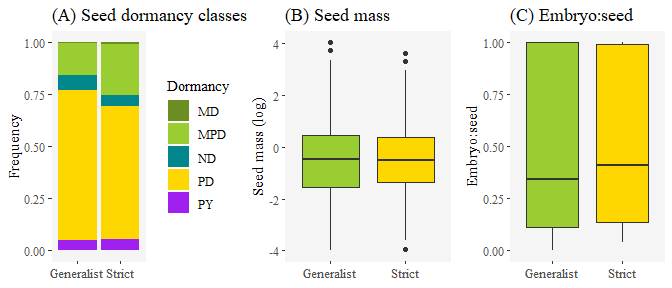 (A) Seed dormancy classes
Frequency
1.00
0.75
0.50
0.25
0.00
Generalist Strict
Dormancy
MD
MPD
ND
PD
PY
(B) Seed mass
Seed mass (log)
4
2
0
-2
-4
Generalist Strict
(C) Embryo:seed
Embryo:seed
1.00
0.75
0.50
0.25
0.00
Generalist Strict